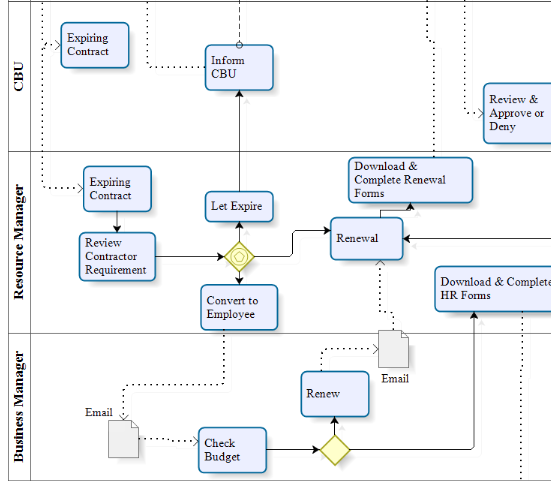 CBU
Expiring
Contract
Inform
CBU
Review &
Approve or
Deny
Resource Manager
Expiring
Contract
Download &
Complete Renewal
Forms
Let Expire
Review
Contractor
Requirement
Renewal
Convert to
Employee
Download & Complete
HR Forms
Business Manager
Email
Renew
Email
Check
Budget